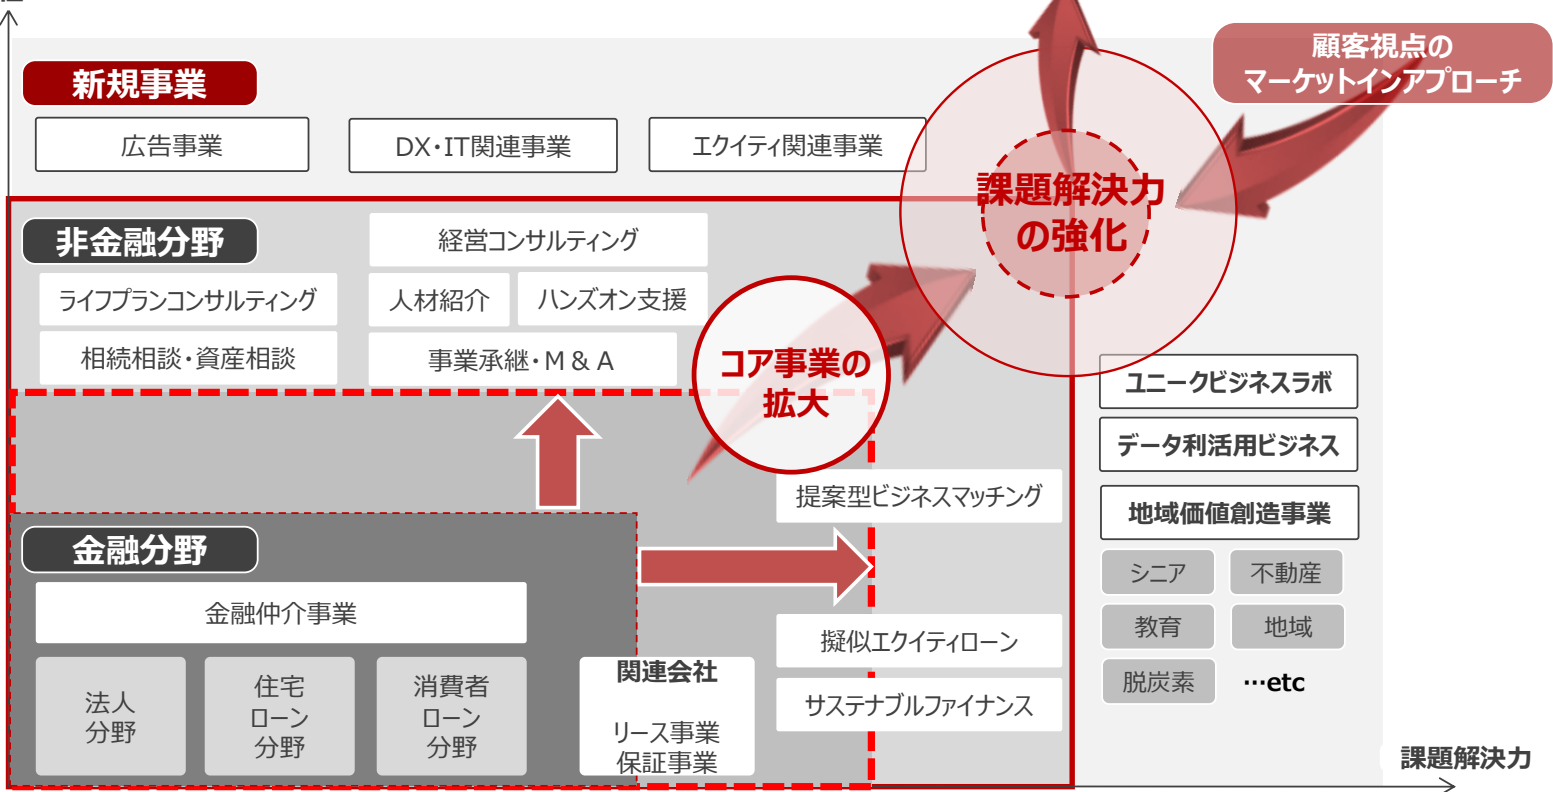 顧客視点の
マーケットインアプローチ
新規事業
広告事業
DX・IT関連事業
エクイティ関連事業
課題解決力
の強化
非金融分野
経営コンサルティング
ライフプランコンサルティング
人材紹介
ハンズオン支援
相続相談・資産相談
事業承継・M & A
コア事業の
拡大
ユニークビジネスラボ
データ利活用ビジネス
提案型ビジネスマッチング
地域価値創造事業
金融分野
シニア
不動産
金融仲介事業
教育
地域
擬似エクイティローン
脱炭素
…etc
法人
分野
住宅
ローン
分野
消費者
ローン
分野
関連会社
リース事業
保証事業
サステナブルファイナンス
課題解決力